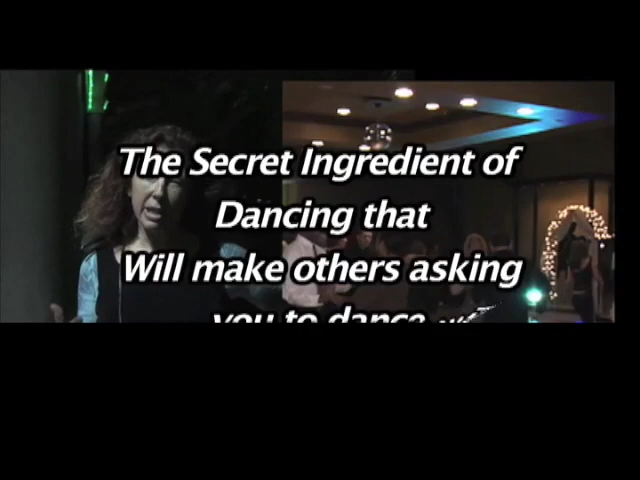 The Secret Ingredient of
Dancing that
Will make others asking
you to dance